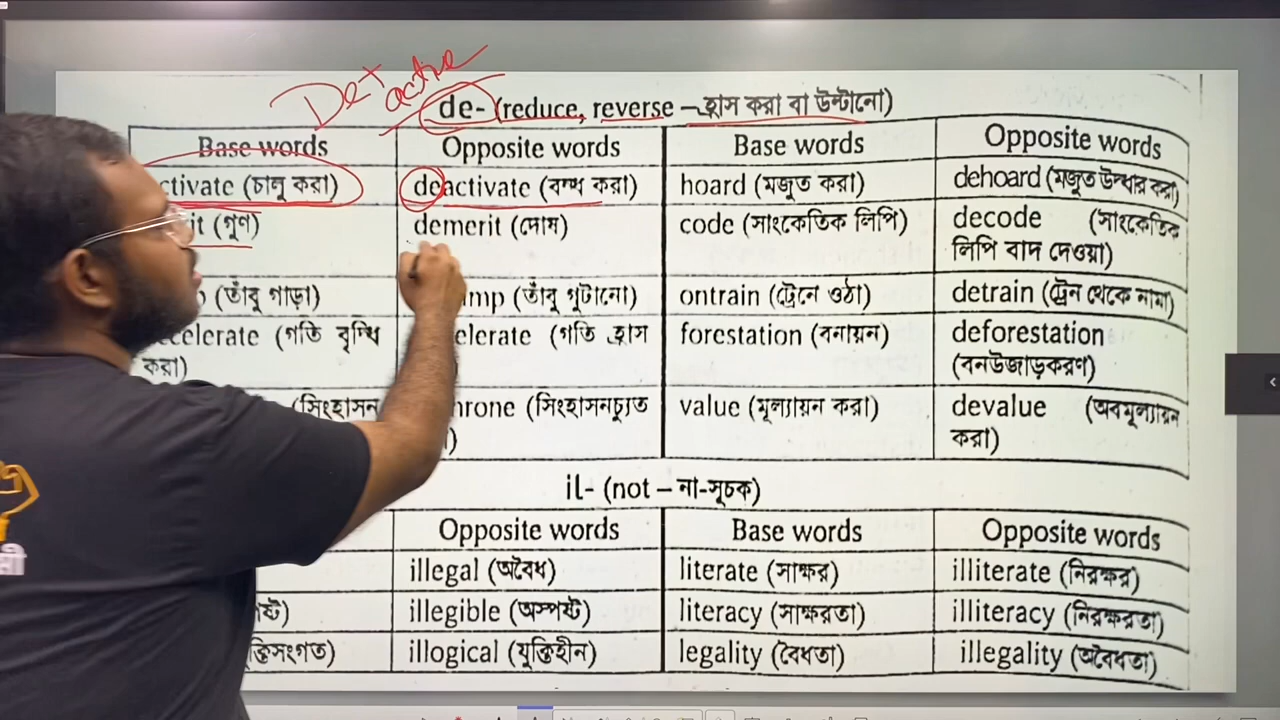 De+ active
de- (reduce, reverse –হ্রাস করা বা উল্টানো)
Base words Opposite words Base words Opposite words
ctivate (চালু করা) deactivate (বন্ধ করা) hoard (মজুত করা) dehoard (মজুত উদ্ধার করা)
it (গুণ) demerit (দোষ) code (সাংকেতিক লিপি) decode (সাংকেতিক
লিপি বাদ দেওয়া)
(তাঁবু গাড়া) mp (তাঁবু গুটানো) ontrain (ট্রেনে ওঠা) detrain (ট্রেন থেকে নামা)
celerate (গতি বৃদ্ধি elerate (গতি হ্রাস forestation (বনায়ন) deforestation
করা) (বনউজাড়করণ)
(সিংহাসন hrone (সিংহাসনচ্যুত value (মূল্যায়ন করা) devalue (অবমূল্যায়ন
করা)
il- (not – না-সূচক)
Opposite words Base words Opposite words
illegal (অবৈধ) literate (সাক্ষর) illiterate (নিরক্ষর)
ষ্ট) illegible (অস্পষ্ট) literacy (সাক্ষরতা) illiteracy (নিরক্ষরতা)
ক্তিসংগত) illogical (যুক্তিহীন) legality (বৈধতা) illegality (অবৈধতা)